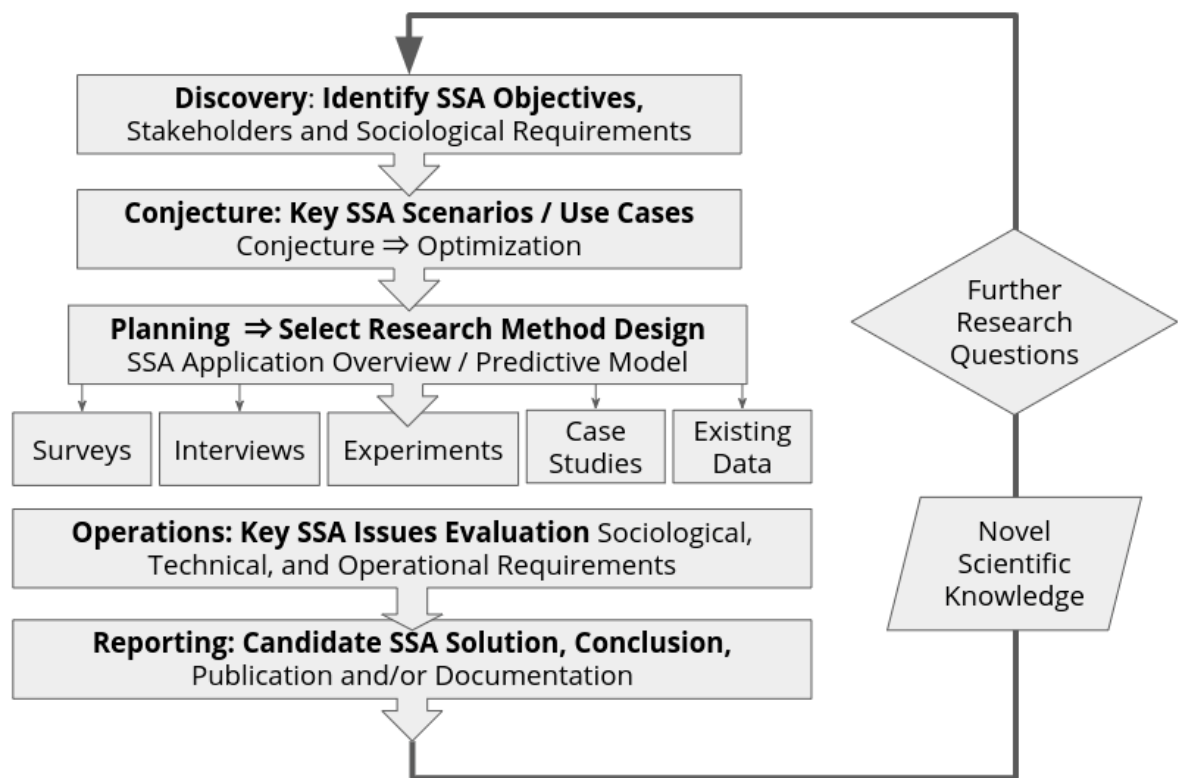 Discovery: Identify SSA Objectives,
Stakeholders and Sociological Requirements
Conjecture: Key SSA Scenarios / Use Cases
Conjecture ⇒ Optimization
Planning ⇒ Select Research Method Design
SSA Application Overview / Predictive Model
Surveys
Interviews
Experiments
Case
Studies
Existing
Data
Operations: Key SSA Issues Evaluation Sociological,
Technical, and Operational Requirements
Reporting: Candidate SSA Solution, Conclusion,
Publication and/or Documentation
Further
Research
Questions
Novel
Scientific
Knowledge